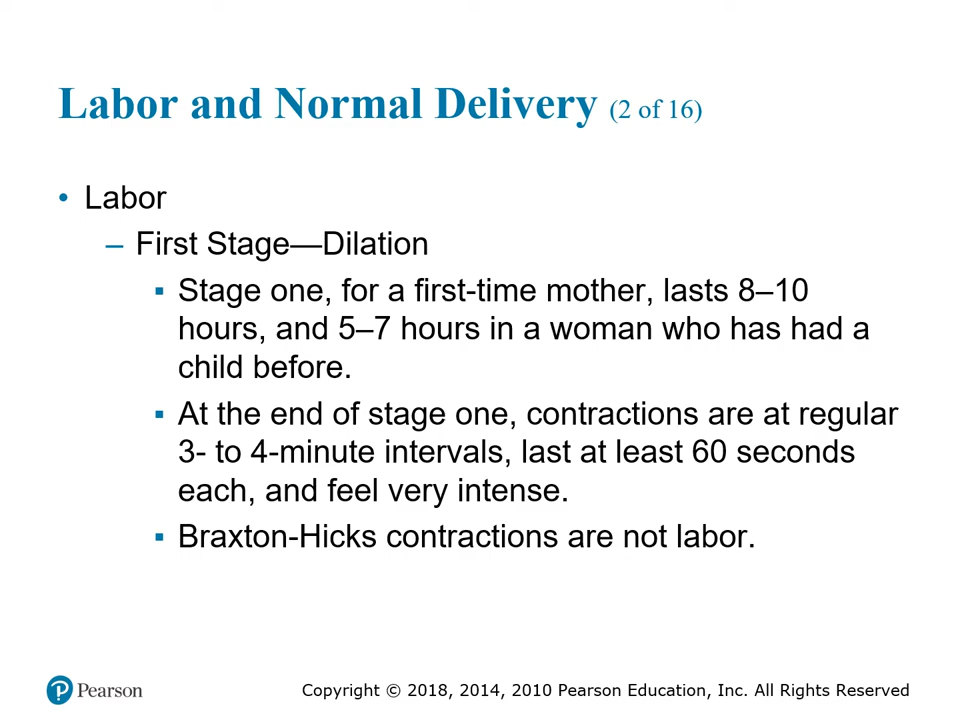 Labor and Normal Delivery (2 of 16)
• Labor
– First Stage—Dilation
▪ Stage one, for a first-time mother, lasts 8–10
hours, and 5–7 hours in a woman who has had a
child before.
▪ At the end of stage one, contractions are at regular
3- to 4-minute intervals, last at least 60 seconds
each, and feel very intense.
▪ Braxton-Hicks contractions are not labor.
P Pearson
Copyright © 2018, 2014, 2010 Pearson Education, Inc. All Rights Reserved